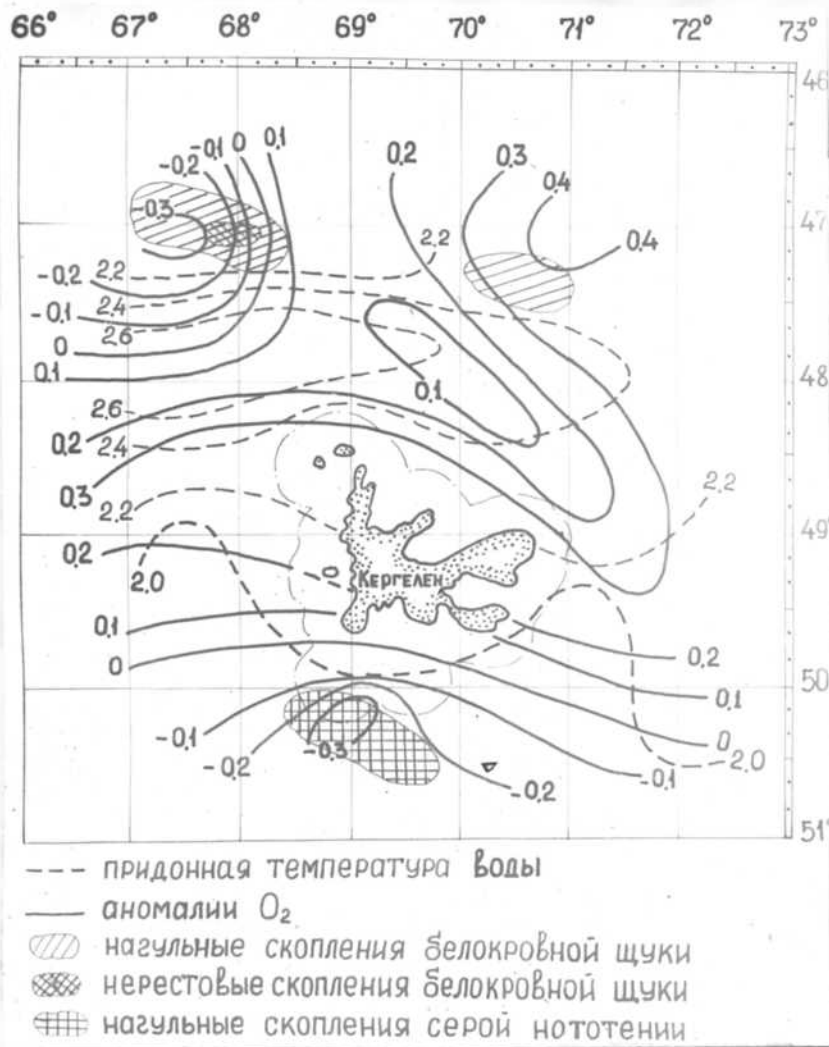 66° 67° 68° 69° 70° 71° 72° 73°
46
-0,1 0 0,1
-0,2 0,2 0,3
0,4
-0,3 47
2,2 0,4
-0,2 2,2
-0,1 2,4
0 2,6
0,1 0,1 48
2,6
0,2 2,4
0,3 2,2
2,2
0,2 49
2,0 Кергелен
0,1
0 0,2
50
0,1
-0,1 0
-0,2 -0,3 2,0
-0,2 -0,1
51°
придонная температура воды
аномалии O₂
нагульные скопления белокровной щуки
нерестовые скопления белокровной щуки
нагульные скопления серой нототении